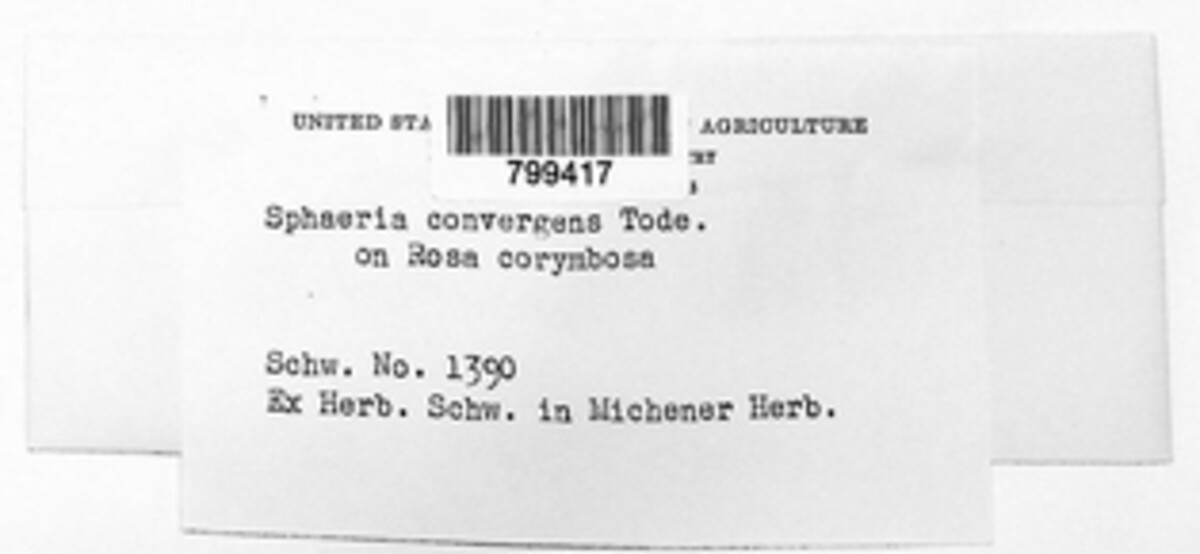 UNITED STA AGRICULTURE
799417
Sphaeria convergens Tode.
on Rosa corymbosa
Schw. No. 1390
Ex Herb. Schw. in Michener Herb.